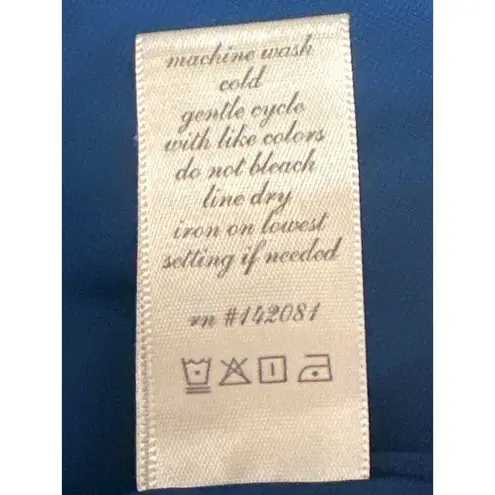 machine wash
cold
gentle cycle
with like colors
do not bleach
line dry
iron on lowest
setting if needed
rn #142081